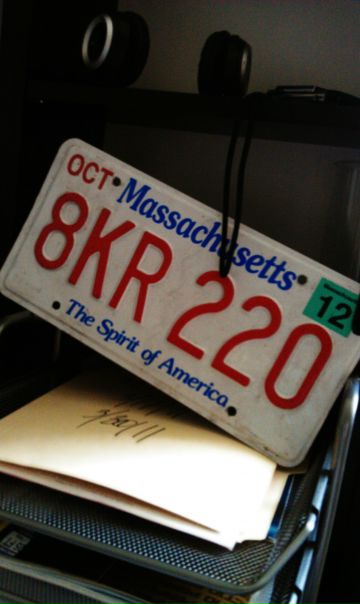 OCT
Massachusetts
12
8KR 220
The Spirit of America